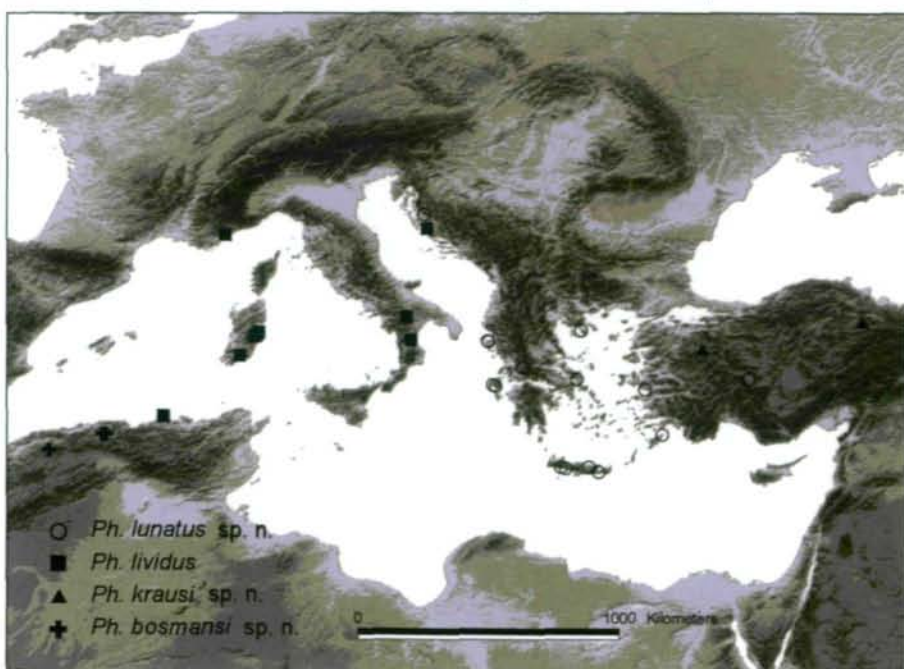 Ph. lunatus sp. n.
Ph. lividus
Ph. krausi sp. n.
Ph. bosmansi sp. n.
0 1000 Kilometers